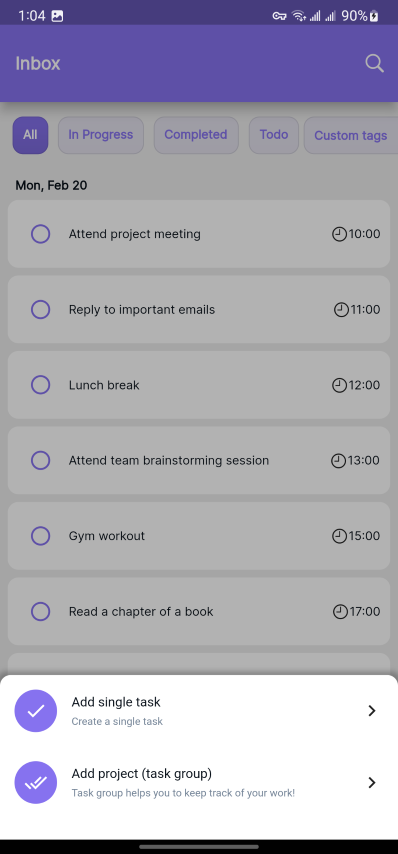 1:04 90%
Inbox
All In Progress Completed Todo Custom tags
Mon, Feb 20
Attend project meeting 10:00
Reply to important emails 11:00
Lunch break 12:00
Attend team brainstorming session 13:00
Gym workout 15:00
Read a chapter of a book 17:00
Add single task
Create a single task
Add project (task group)
Task group helps you to keep track of your work!